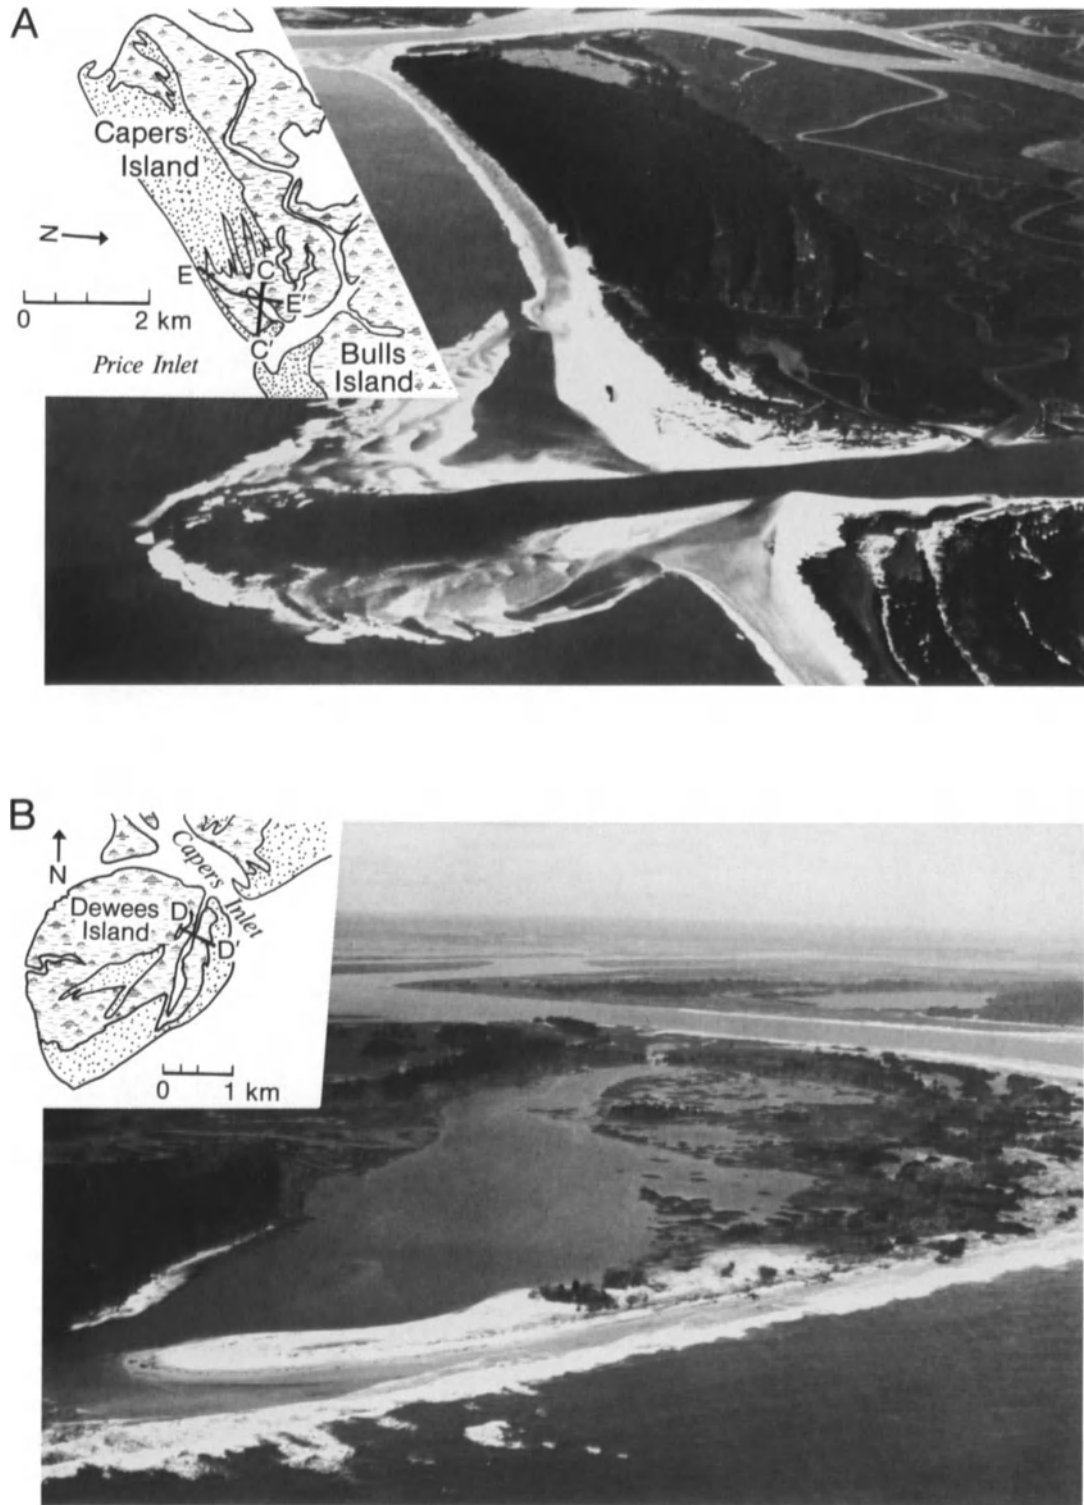 A
Capers
Island
N
E
C
E'
0
2 km
C'
Price Inlet
Bulls
Island
B
N
Capers
Inlet
Dewees
Island
D
D'
0
1 km